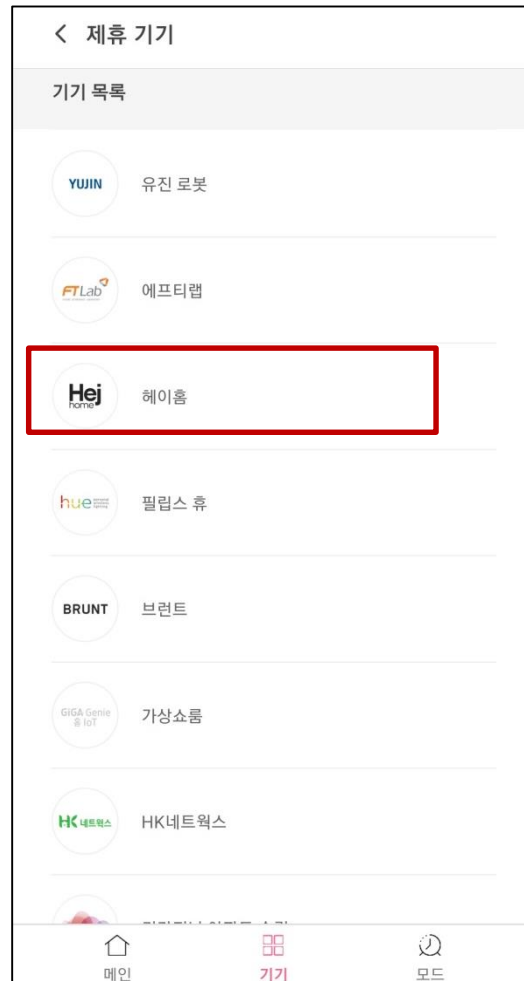 < 제휴 기기
기기 목록
YUJIN 유진 로봇
FTLab 에프티랩
Hej
home 헤이홈
hue 필립스 휴
BRUNT 브런트
GiGA Genie
홈 IoT 가상쇼룸
HK 네트웍스 HK네트웍스
메인 기기 모드